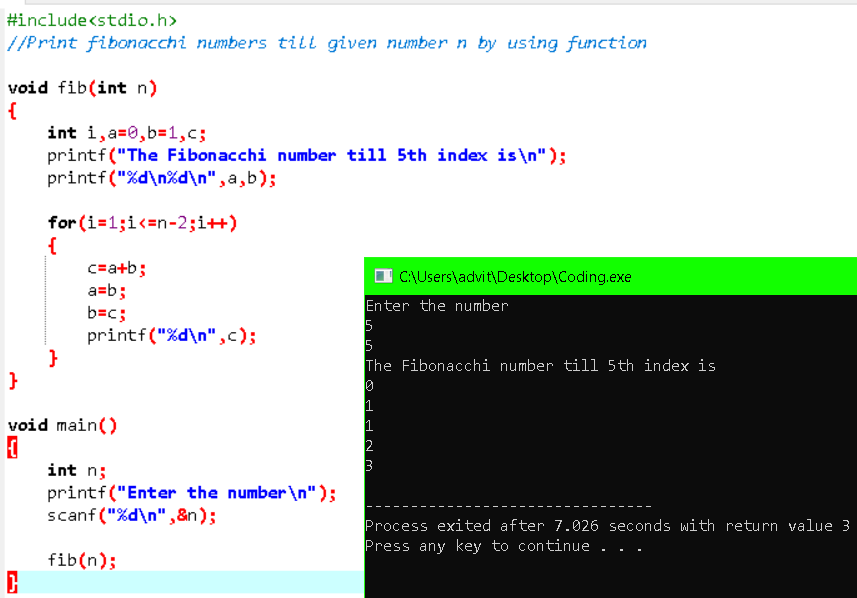 #include<stdio.h>
//Print fibonacchi numbers till given number n by using function
void fib(int n)
{
int i,a=0,b=1,c;
printf("The Fibonacchi number till 5th index is\n");
printf("%d\n%d\n",a,b);
for(i=1;i<=n-2;i++)
{
c=a+b;
a=b;
b=c;
printf("%d\n",c);
}
}
void main()
{
int n;
printf("Enter the number\n");
scanf("%d\n",&n);
fib(n);
}
C:\Users\advit\Desktop\Coding.exe
Enter the number
5
5
The Fibonacchi number till 5th index is
0
1
1
2
3
--------------------------------
Process exited after 7.026 seconds with return value 3
Press any key to continue . . .